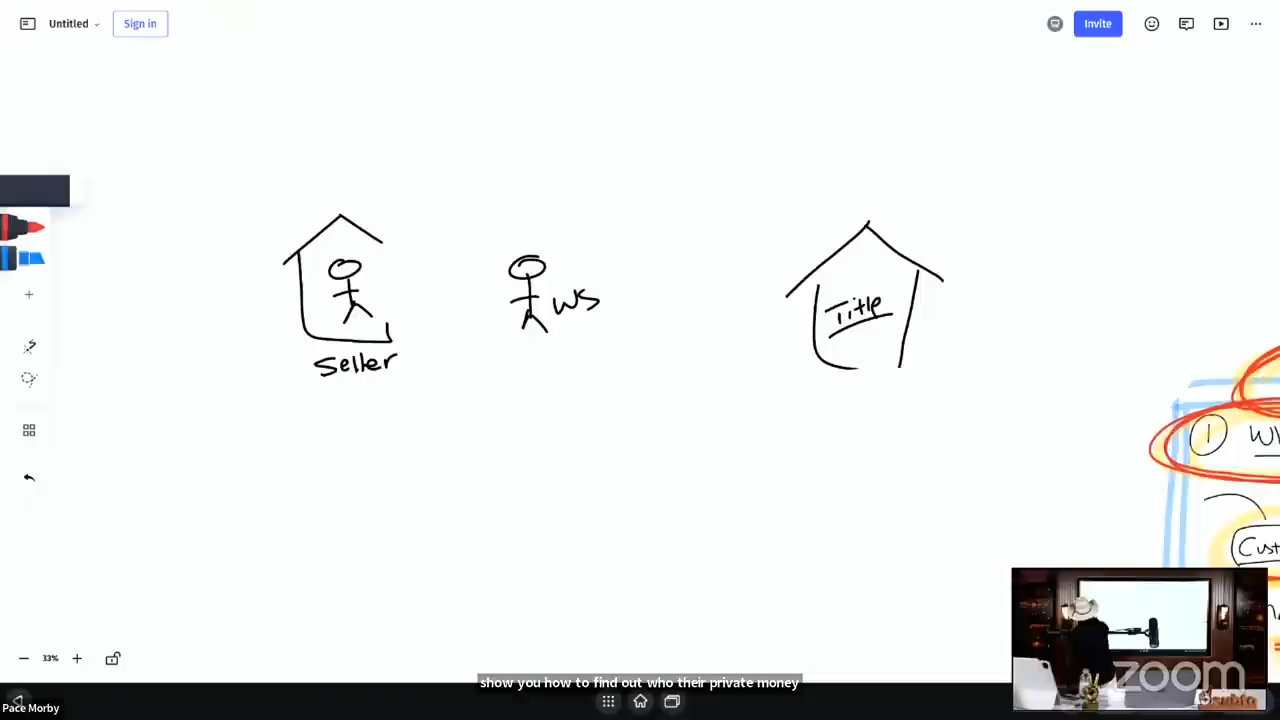 Untitled
Sign in
Invite
WS
Title
Seller
1
33%
show you how to find out who their private money
zoom
Pace Morby